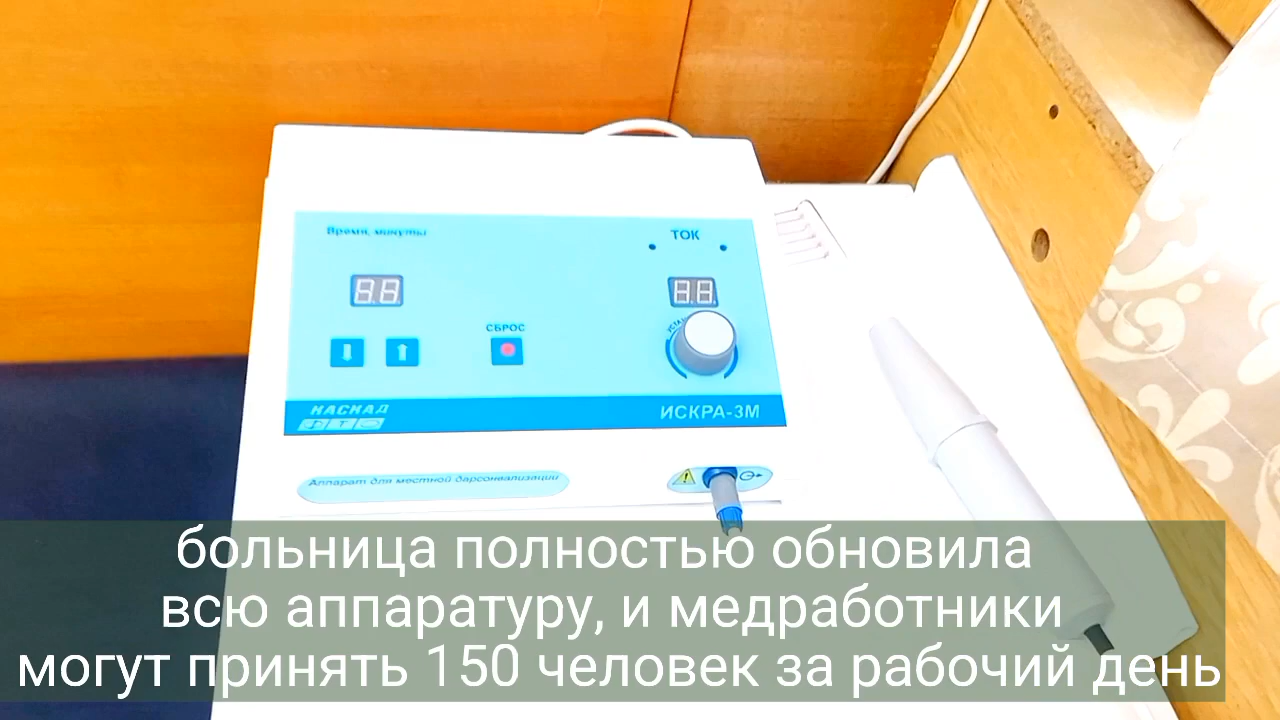 Время, минуты
ТОК
СБРОС
КАСКАД
ИСКРА-3М
Аппарат для местной дарсонвализации
больница полностью обновила
всю аппаратуру, и медработники
могут принять 150 человек за рабочий день